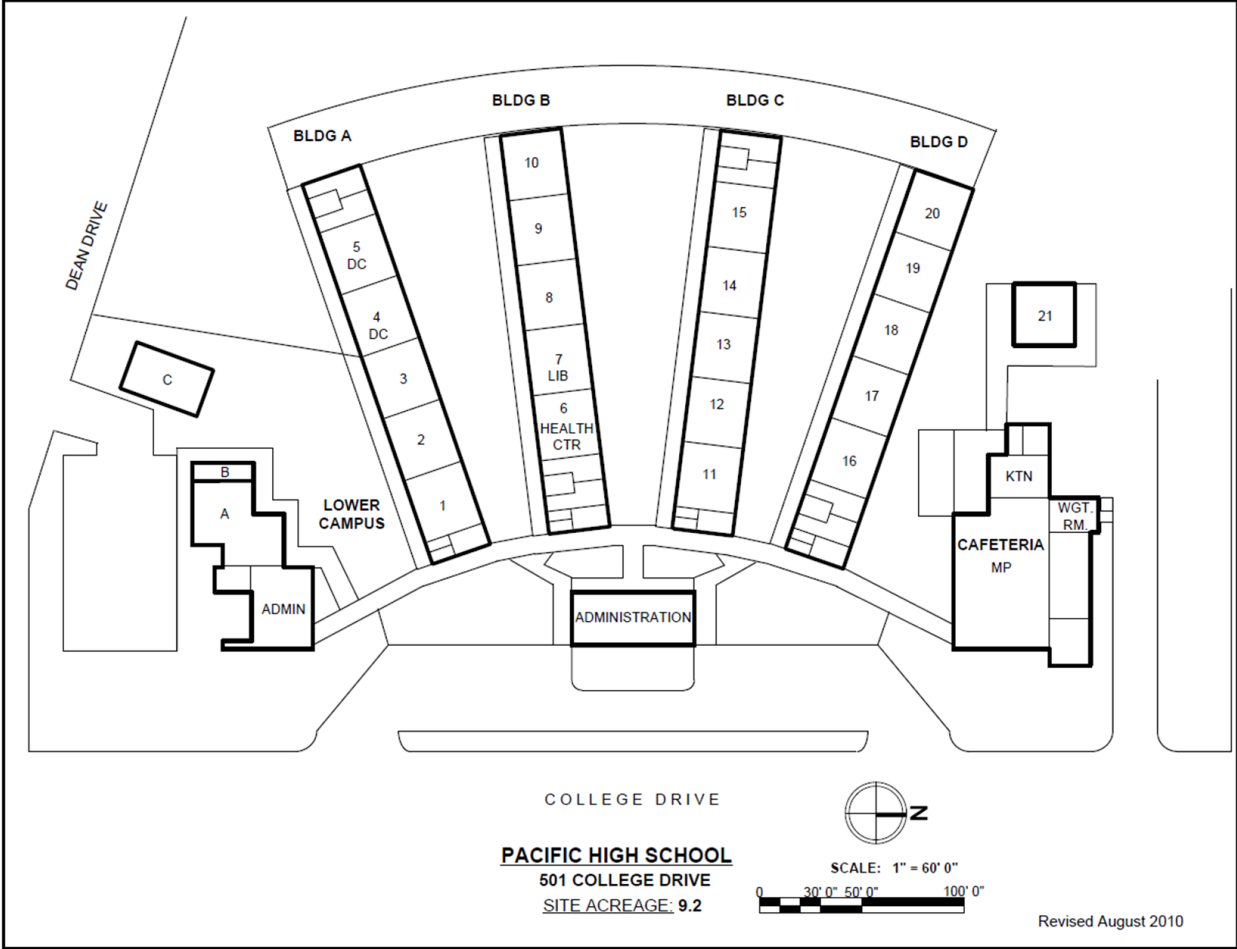 BLDG A
BLDG B
BLDG C
BLDG D
DEAN DRIVE
5
DC
4
DC
3
2
1
10
9
8
7
LIB
6
HEALTH
CTR
15
14
13
12
11
20
19
18
17
16
21
C
B
A
ADMIN
LOWER
CAMPUS
ADMINISTRATION
KTN
WGT.
RM.
CAFETERIA
MP
COLLEGE DRIVE
N
PACIFIC HIGH SCHOOL
501 COLLEGE DRIVE
SITE ACREAGE: 9.2
SCALE: 1" = 60' 0"
0 30' 0" 50' 0" 100' 0"
Revised August 2010